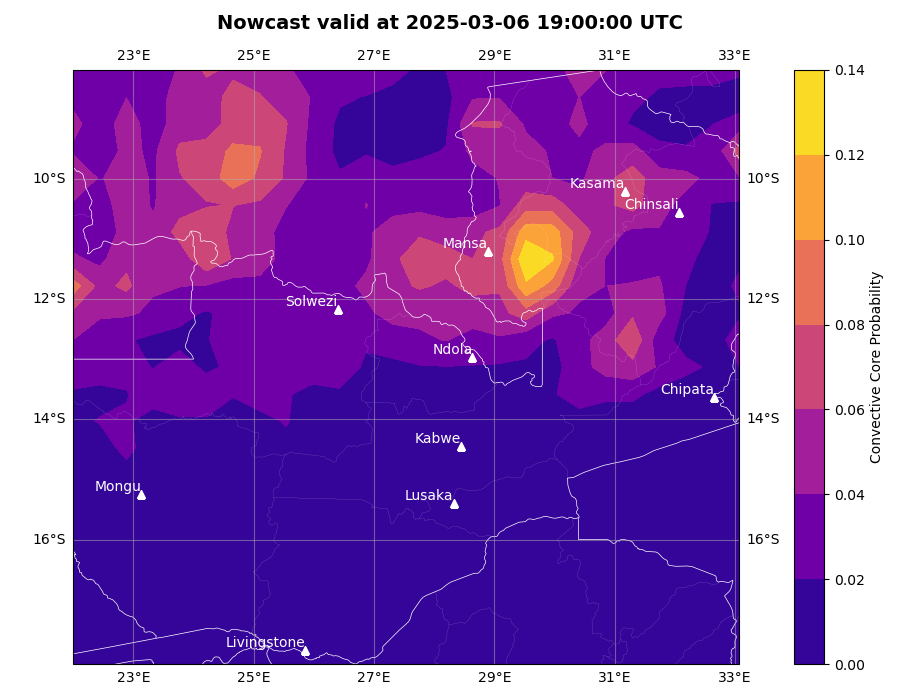 Nowcast valid at 2025-03-06 19:00:00 UTC
23°E 25°E 27°E 29°E 31°E 33°E
0.14
0.12
10°S Kasama 10°S
Chinsali
Mansa 0.10
12°S Solwezi 12°S
0.08
Ndola
Chipata
0.06
14°S 14°S
Kabwe
Mongu Lusaka 0.04
16°S 16°S
0.02
Livingstone
0.00
23°E 25°E 27°E 29°E 31°E 33°E
Convective Core Probability